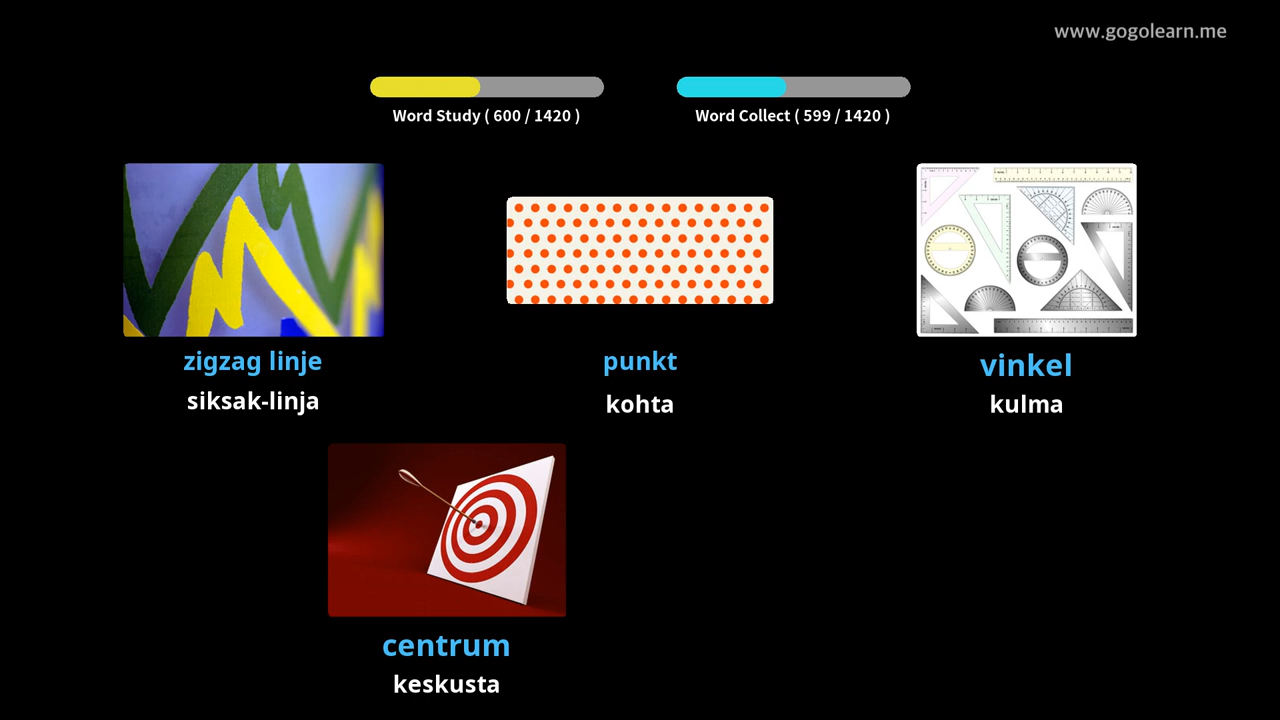 www.gogolearn.me
Word Study ( 600 / 1420 )
Word Collect ( 599 / 1420 )
zigzag linje
siksak-linja
punkt
kohta
vinkel
kulma
centrum
keskusta